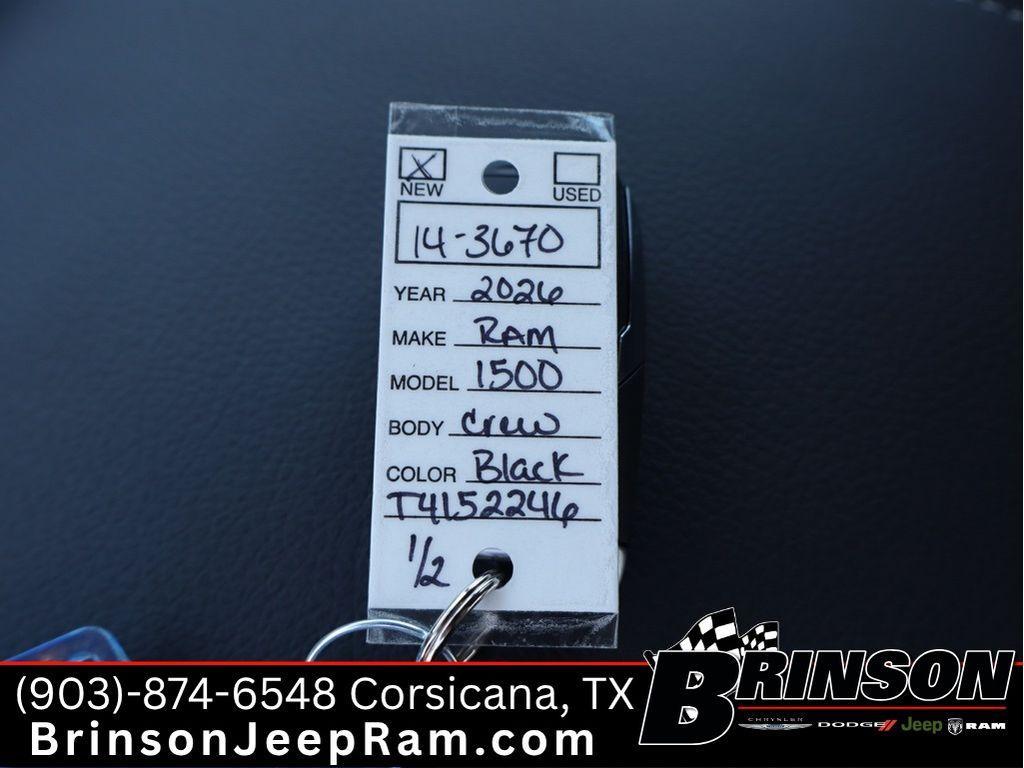 X
NEW USED
14-3670
YEAR 2026
MAKE RAM
MODEL 1500
BODY Crew
COLOR Black
T4152246
1/2
(903)-874-6548 Corsicana, TX
BrinsonJeepRam.com
BRINSON
CHRYSLER DODGE Jeep RAM